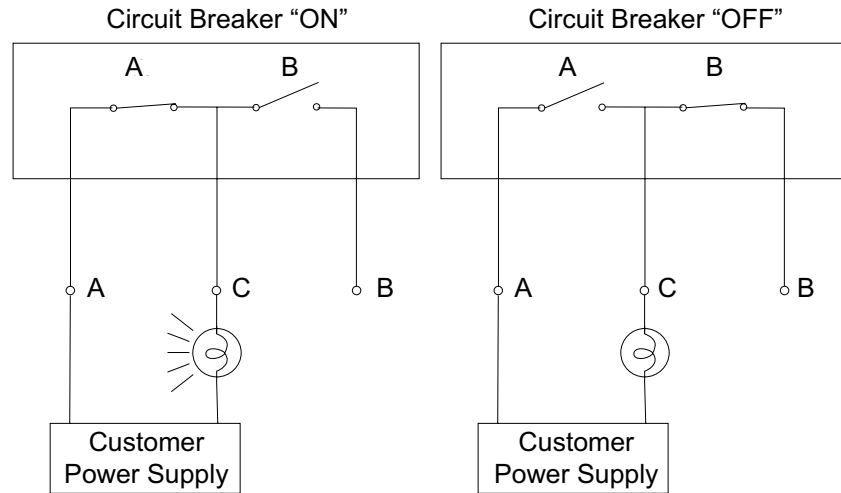 Circuit Breaker “ON”
A
B
A
C
B
Customer
Power Supply
Circuit Breaker “OFF”
A
B
A
C
B
Customer
Power Supply